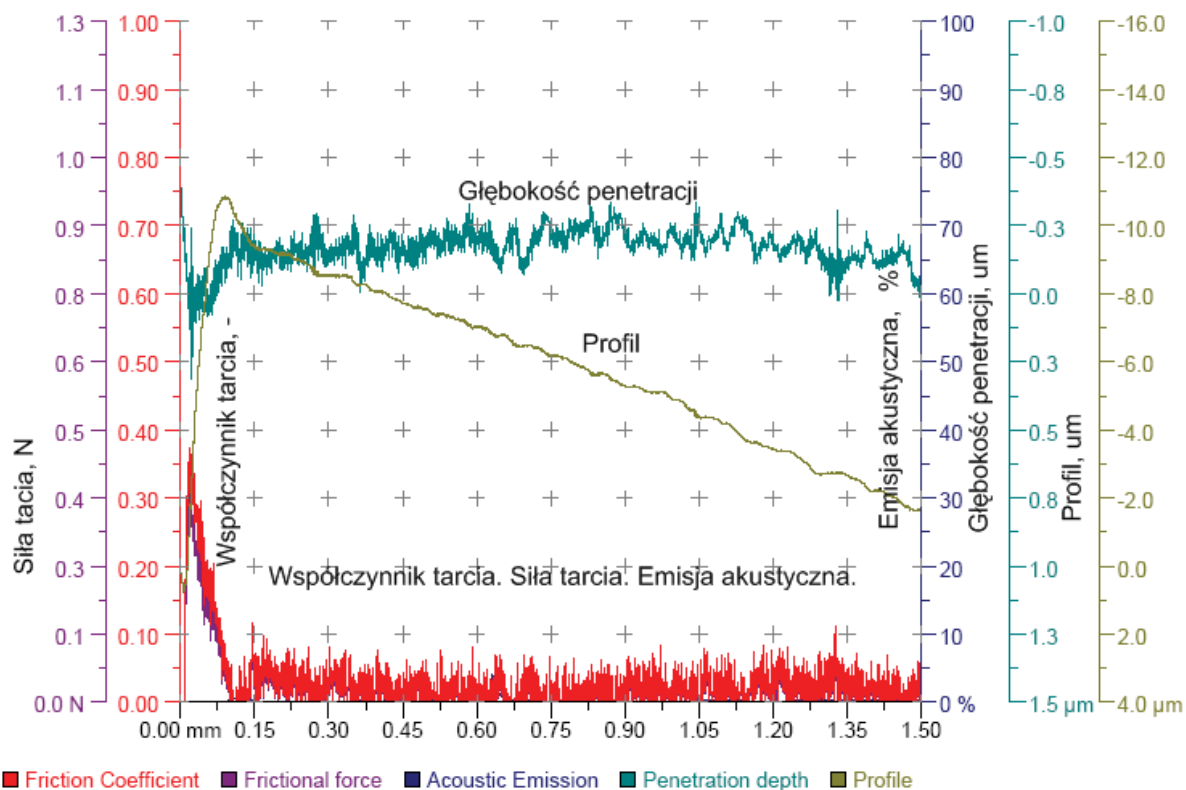 1.3 1.00 100 -1.0 -16.0
1.1 0.90 90 -0.8 -14.0
1.0 0.80 80 -0.5 -12.0
Głębokość penetracji
0.9 0.70 70 -0.3 -10.0
0.8 0.60 60 0.0 -8.0
Profil
0.6 0.50 50 0.3 -6.0
0.5 0.40 40 0.5 -4.0
0.4 0.30 30 0.8 -2.0
0.3 0.20 20 1.0 0.0
Współczynnik tarcia. Siła tarcia. Emisja akustyczna.
0.1 0.10 10 1.3 2.0
0.0 N 0.00 0 % 1.5 µm 4.0 µm
Siła tacia, N
Współczynnik tarcia, -
Emisja akustyczna, %
Głębokość penetracji, um
Profil, um
0.00 mm 0.15 0.30 0.45 0.60 0.75 0.90 1.05 1.20 1.35 1.50
Friction Coefficient Frictional force Acoustic Emission Penetration depth Profile